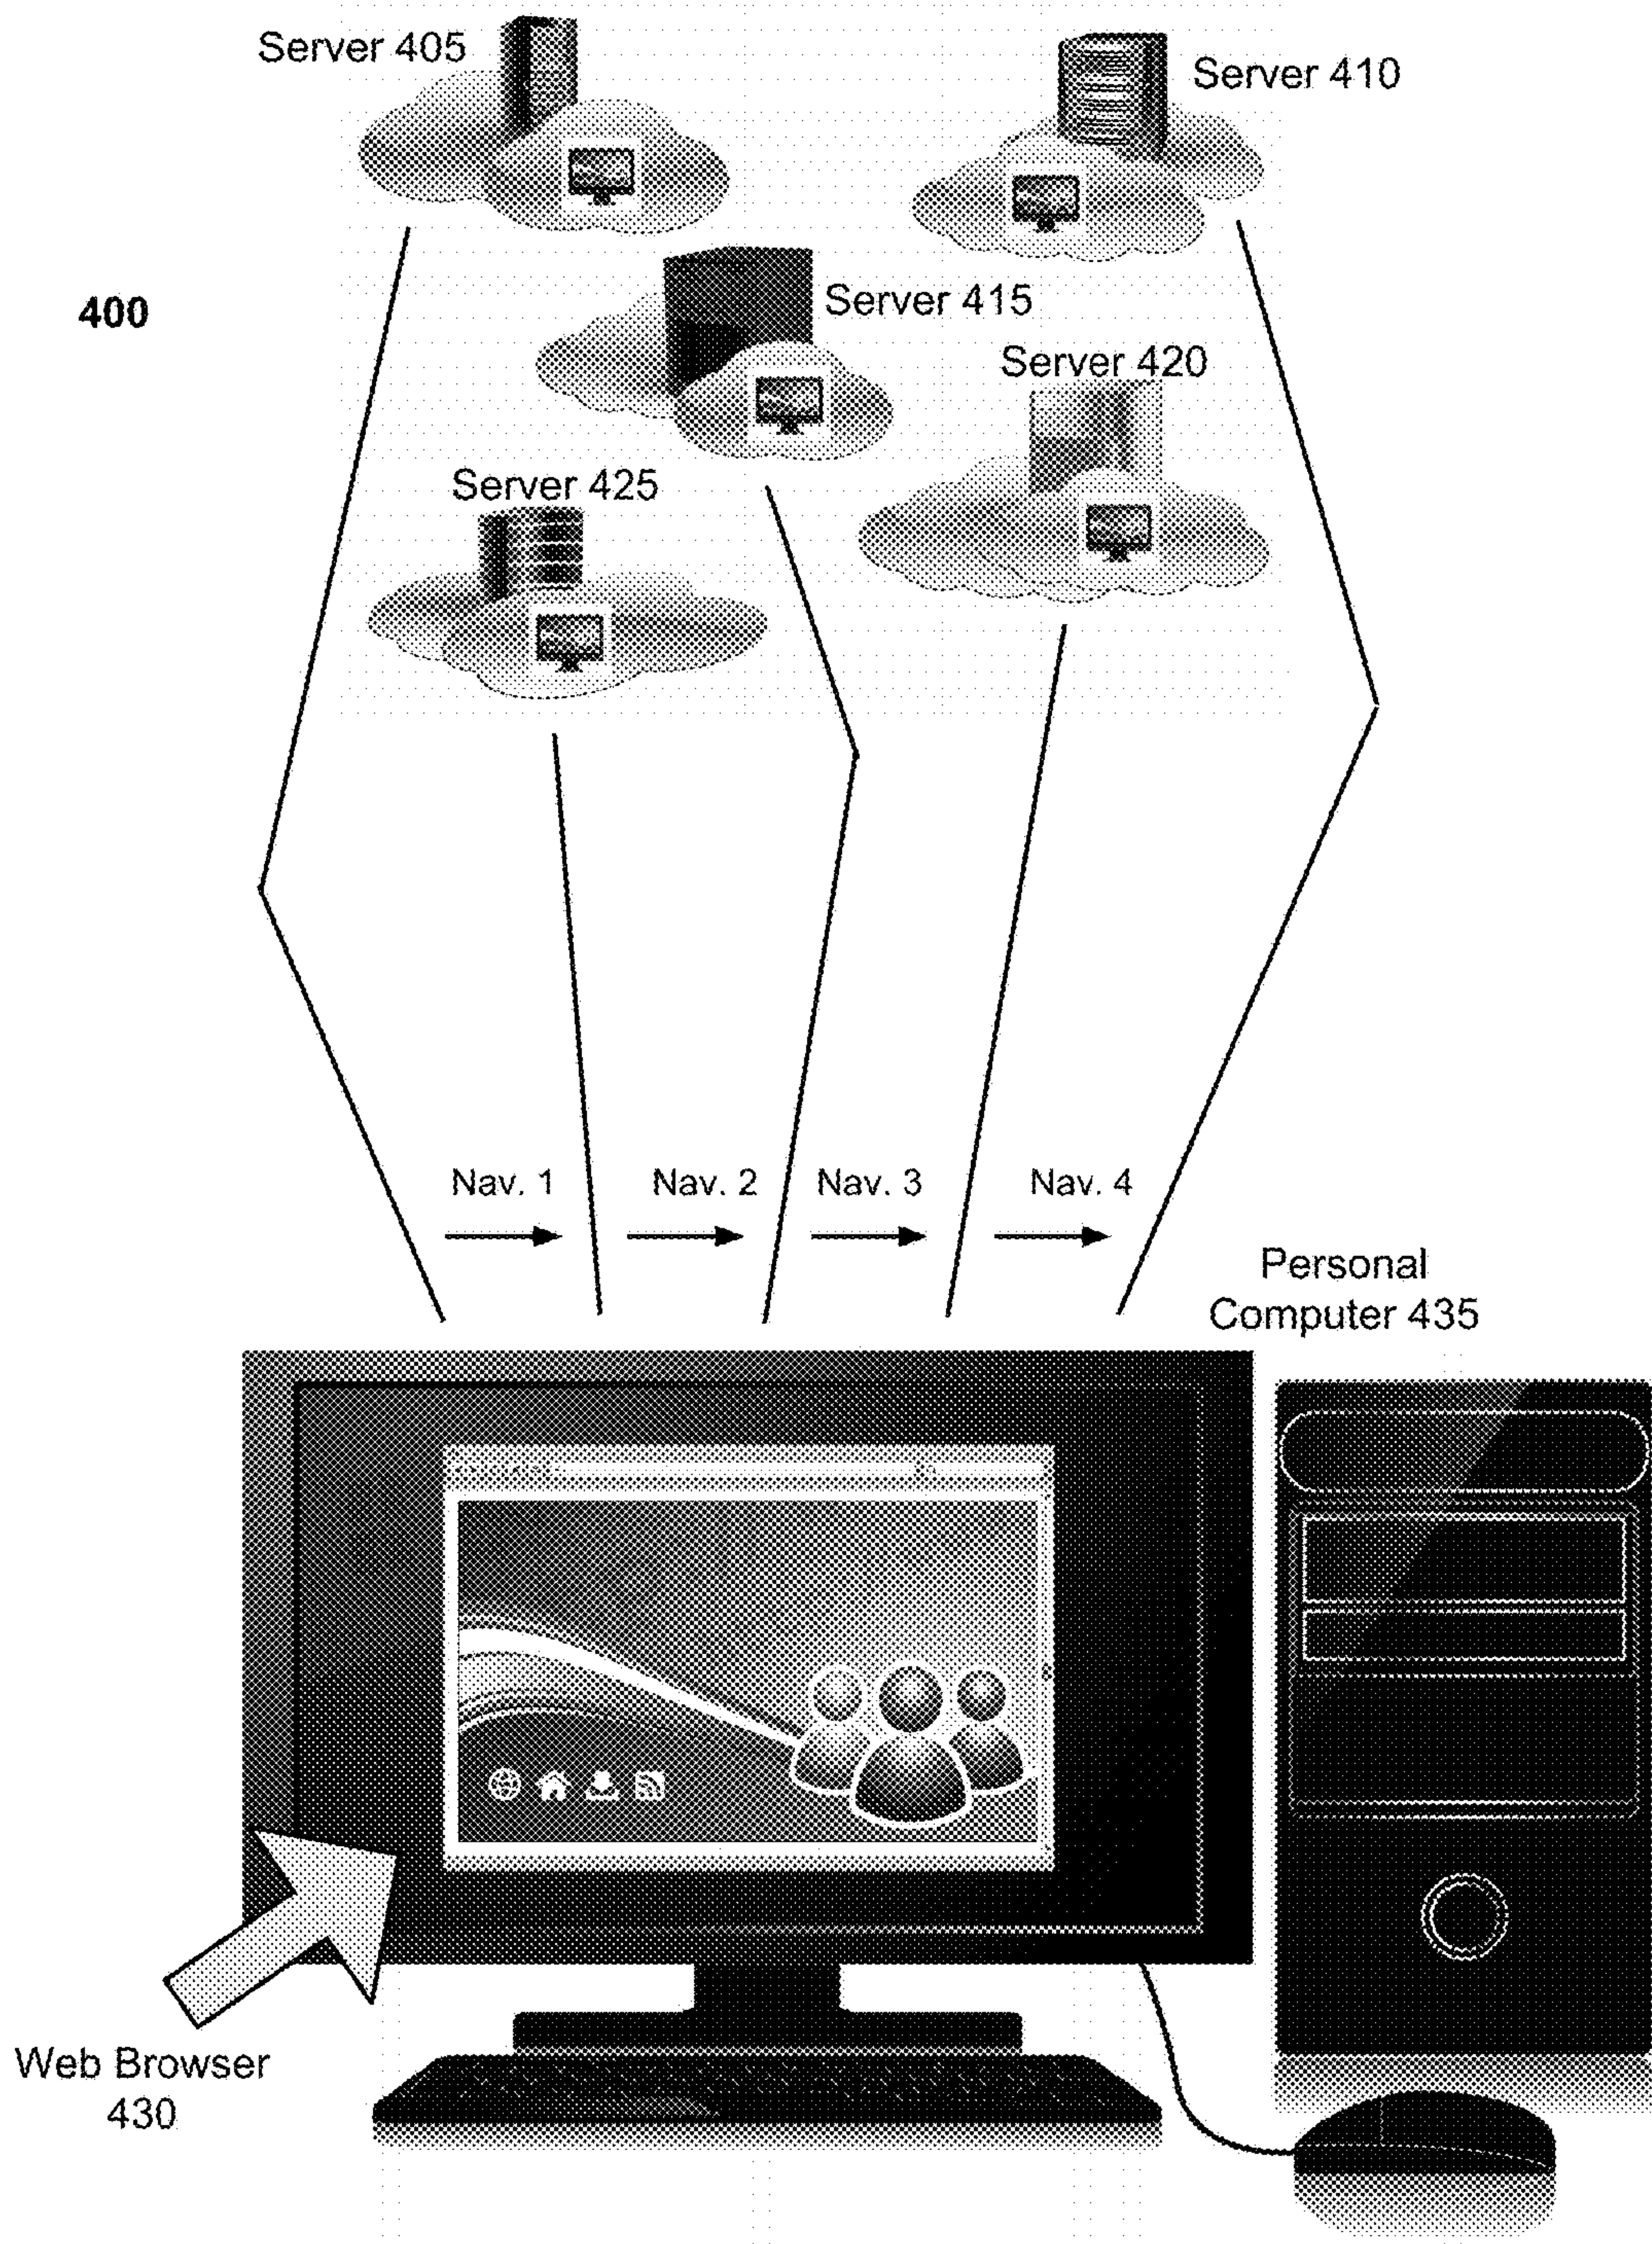 Server 405
Server 410
400
Server 415
Server 420
Server 425
Nav. 1
Nav. 2
Nav. 3
Nav. 4
Personal
Computer 435
Web Browser
430